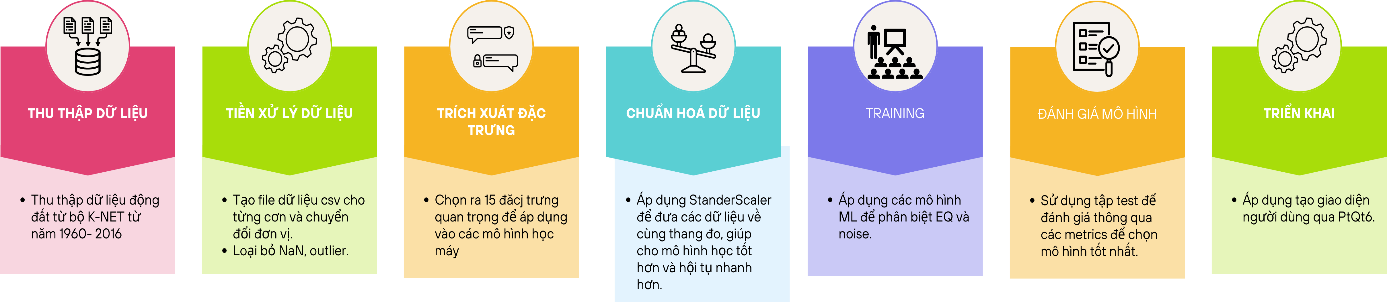 THU THẬP DỮ LIỆU
• Thu thập dữ liệu động
đất từ bộ K-NET từ
năm 1960- 2016
TIỀN XỬ LÝ DỮ LIỆU
• Tạo file dữ liệu csv cho
từng cơn và chuyển
đổi đơn vị.
• Loại bỏ NaN, outlier.
TRÍCH XUẤT ĐẶC
TRƯNG
• Chọn ra 15 đăcj trưng
quan trọng để áp dụng
vào các mô hình học
máy
CHUẨN HOÁ DỮ LIỆU
• Áp dụng StanderScaler
để đưa các dữ liệu về
cùng thang đo, giúp
cho mô hình học tốt
hơn và hội tụ nhanh
hơn.
TRAINING
• Áp dụng các mô hình
ML để phân biệt EQ và
noise.
ĐÁNH GIÁ MÔ HÌNH
• Sử dụng tập test để
đánh giá thông qua
các metrics để chọn
mô hình tốt nhất.
TRIỂN KHAI
• Áp dụng tạo giao diện
người dùng qua PtQt6.